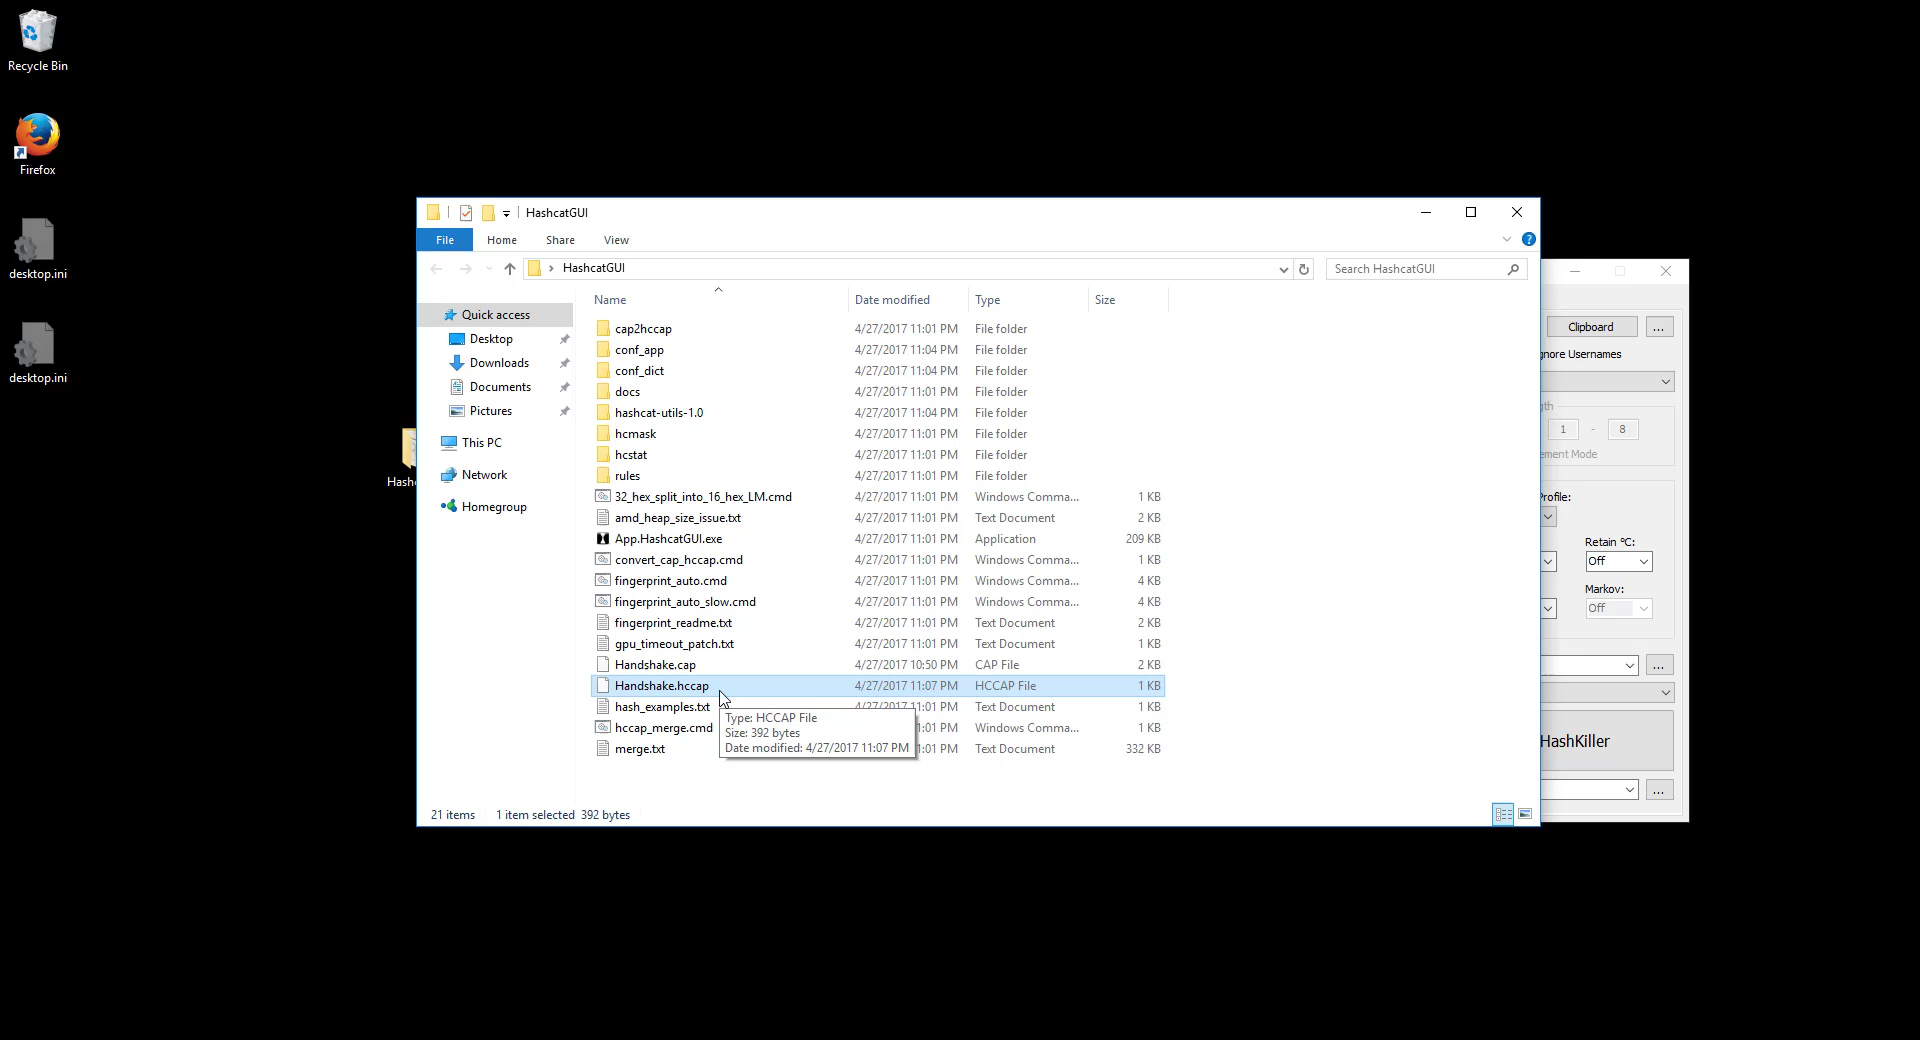 Recycle Bin
Firefox
desktop.ini
desktop.ini
Hash
HashcatGUI
File Home Share View
HashcatGUI
Search HashcatGUI
Quick access
Desktop
Downloads
Documents
Pictures
This PC
Network
Homegroup
Name Date modified Type Size
cap2hccap 4/27/2017 11:01 PM File folder
conf_app 4/27/2017 11:04 PM File folder
conf_dict 4/27/2017 11:04 PM File folder
docs 4/27/2017 11:01 PM File folder
hashcat-utils-1.0 4/27/2017 11:04 PM File folder
hcmask 4/27/2017 11:01 PM File folder
hcstat 4/27/2017 11:01 PM File folder
rules 4/27/2017 11:01 PM File folder
32_hex_split_into_16_hex_LM.cmd 4/27/2017 11:01 PM Windows Comma... 1 KB
amd_heap_size_issue.txt 4/27/2017 11:01 PM Text Document 2 KB
App.HashcatGUI.exe 4/27/2017 11:01 PM Application 209 KB
convert_cap_hccap.cmd 4/27/2017 11:01 PM Windows Comma... 1 KB
fingerprint_auto.cmd 4/27/2017 11:01 PM Windows Comma... 4 KB
fingerprint_auto_slow.cmd 4/27/2017 11:01 PM Windows Comma... 4 KB
fingerprint_readme.txt 4/27/2017 11:01 PM Text Document 2 KB
gpu_timeout_patch.txt 4/27/2017 11:01 PM Text Document 1 KB
Handshake.cap 4/27/2017 10:50 PM CAP File 2 KB
Handshake.hccap 4/27/2017 11:07 PM HCCAP File 1 KB
hash_examples.txt 4/27/2017 11:01 PM Text Document 1 KB
hccap_merge.cmd 1:01 PM Windows Comma... 1 KB
merge.txt 1:01 PM Text Document 332 KB
Type: HCCAP File
Size: 392 bytes
Date modified: 4/27/2017 11:07 PM
21 items 1 item selected 392 bytes
Clipboard ...
gnore Usernames
gth
1 - 8
ement Mode
Profile:
Retain °C:
Off
Markov:
Off
...
HashKiller
...